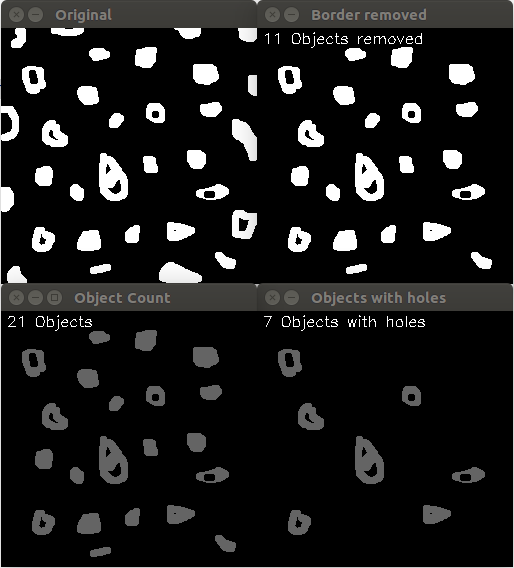 Original
Border removed
11 Objects removed
Object Count
Objects with holes
21 Objects
7 Objects with holes